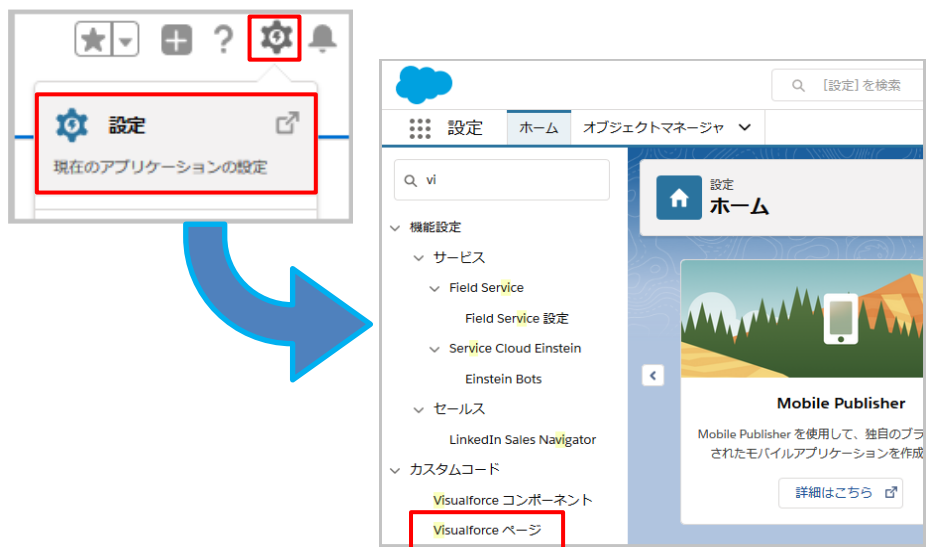 設定
現在のアプリケーションの設定
[設定] を検索
設定
ホーム
オブジェクトマネージャ
vi
設定
ホーム
機能設定
サービス
Field Service
Field Service 設定
Service Cloud Einstein
Einstein Bots
セールス
LinkedIn Sales Navigator
カスタムコード
Visualforce コンポーネント
Visualforce ページ
Mobile Publisher
Mobile Publisher を使用して、独自のブラ
されたモバイルアプリケーションを作成
詳細はこちら